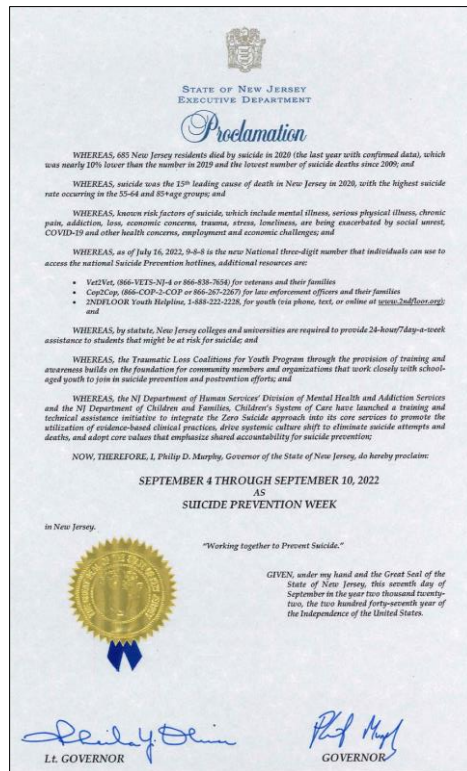 STATE OF NEW JERSEY
EXECUTIVE DEPARTMENT
Proclamation
WHEREAS, 685 New Jersey residents died by suicide in 2020 (the last year with confirmed data), which
was nearly 10% lower than the number in 2019 and the lowest number of suicide deaths since 2009; and
WHEREAS, suicide was the 15th leading cause of death in New Jersey in 2020, with the highest suicide
rate occurring in the 55-64 and 85+age groups; and
WHEREAS, known risk factors of suicide, which include mental illness, serious physical illness, chronic
pain, addiction, loss, economic concerns, trauma, stress, loneliness, are being exacerbated by social unrest,
COVID-19 and other health concerns, employment and economic challenges; and
WHEREAS, as of July 16, 2022, 9-8-8 is the new National three-digit number that individuals can use to
access the national Suicide Prevention hotlines, additional resources are:
• Vet2Vet, (866-VETS-NJ-4 or 866-838-7654) for veterans and their families
• Cop2Cop, (866-COP-2-COP or 866-267-2267) for law enforcement officers and their families
• 2NDFLOOR Youth Helpline, 1-888-222-2228, for youth (via phone, text, or online at www.2ndfloor.org);
and
WHEREAS, by statute, New Jersey colleges and universities are required to provide 24-hour/7day-a-week
assistance to students that might be at risk for suicide; and
WHEREAS, the Traumatic Loss Coalitions for Youth Program through the provision of training and
awareness builds on the foundation for community members and organizations that work closely with school-
aged youth to join in suicide prevention and postvention efforts; and
WHEREAS, the NJ Department of Human Services' Division of Mental Health and Addiction Services
and the NJ Department of Children and Families, Children's System of Care have launched a training and
technical assistance initiative to integrate the Zero Suicide approach into its core services to promote the
utilization of evidence-based clinical practices, drive systemic culture shift to eliminate suicide attempts and
deaths, and adopt core values that emphasize shared accountability for suicide prevention;
NOW, THEREFORE, I, Philip D. Murphy, Governor of the State of New Jersey, do hereby proclaim:
SEPTEMBER 4 THROUGH SEPTEMBER 10, 2022
AS
SUICIDE PREVENTION WEEK
in New Jersey.
"Working together to Prevent Suicide."
GIVEN, under my hand and the Great Seal of the
State of New Jersey, this seventh day of
September in the year two thousand twenty-
two, the two hundred forty-seventh year of
the Independence of the United States.
Lt. GOVERNOR
GOVERNOR